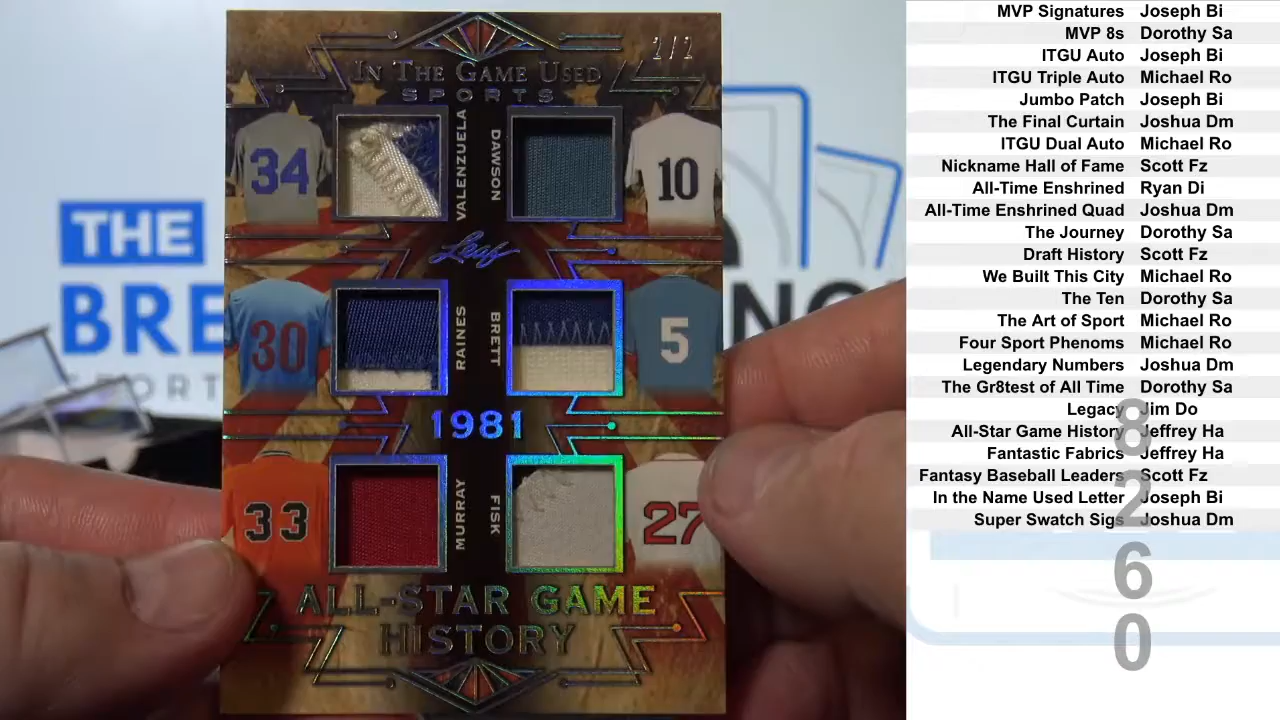 2/2
IN THE GAME USED
SPORTS
34
VALENZUELA
DAWSON
10
Leaf
30
RAINES
BRETT
5
1981
33
MURRAY
FISK
27
ALL-STAR GAME
HISTORY
THE
BRE
NG
SPORT
MVP Signatures Joseph Bi
MVP 8s Dorothy Sa
ITGU Auto Joseph Bi
ITGU Triple Auto Michael Ro
Jumbo Patch Joseph Bi
The Final Curtain Joshua Dm
ITGU Dual Auto Michael Ro
Nickname Hall of Fame Scott Fz
All-Time Enshrined Ryan Di
All-Time Enshrined Quad Joshua Dm
The Journey Dorothy Sa
Draft History Scott Fz
We Built This City Michael Ro
The Ten Dorothy Sa
The Art of Sport Michael Ro
Four Sport Phenoms Michael Ro
Legendary Numbers Joshua Dm
The Gr8test of All Time Dorothy Sa
Legacy Jim Do
All-Star Game History Jeffrey Ha
Fantastic Fabrics Jeffrey Ha
Fantasy Baseball Leaders Scott Fz
In the Name Used Letter Joseph Bi
Super Swatch Sigs Joshua Dm
8
2
6
0